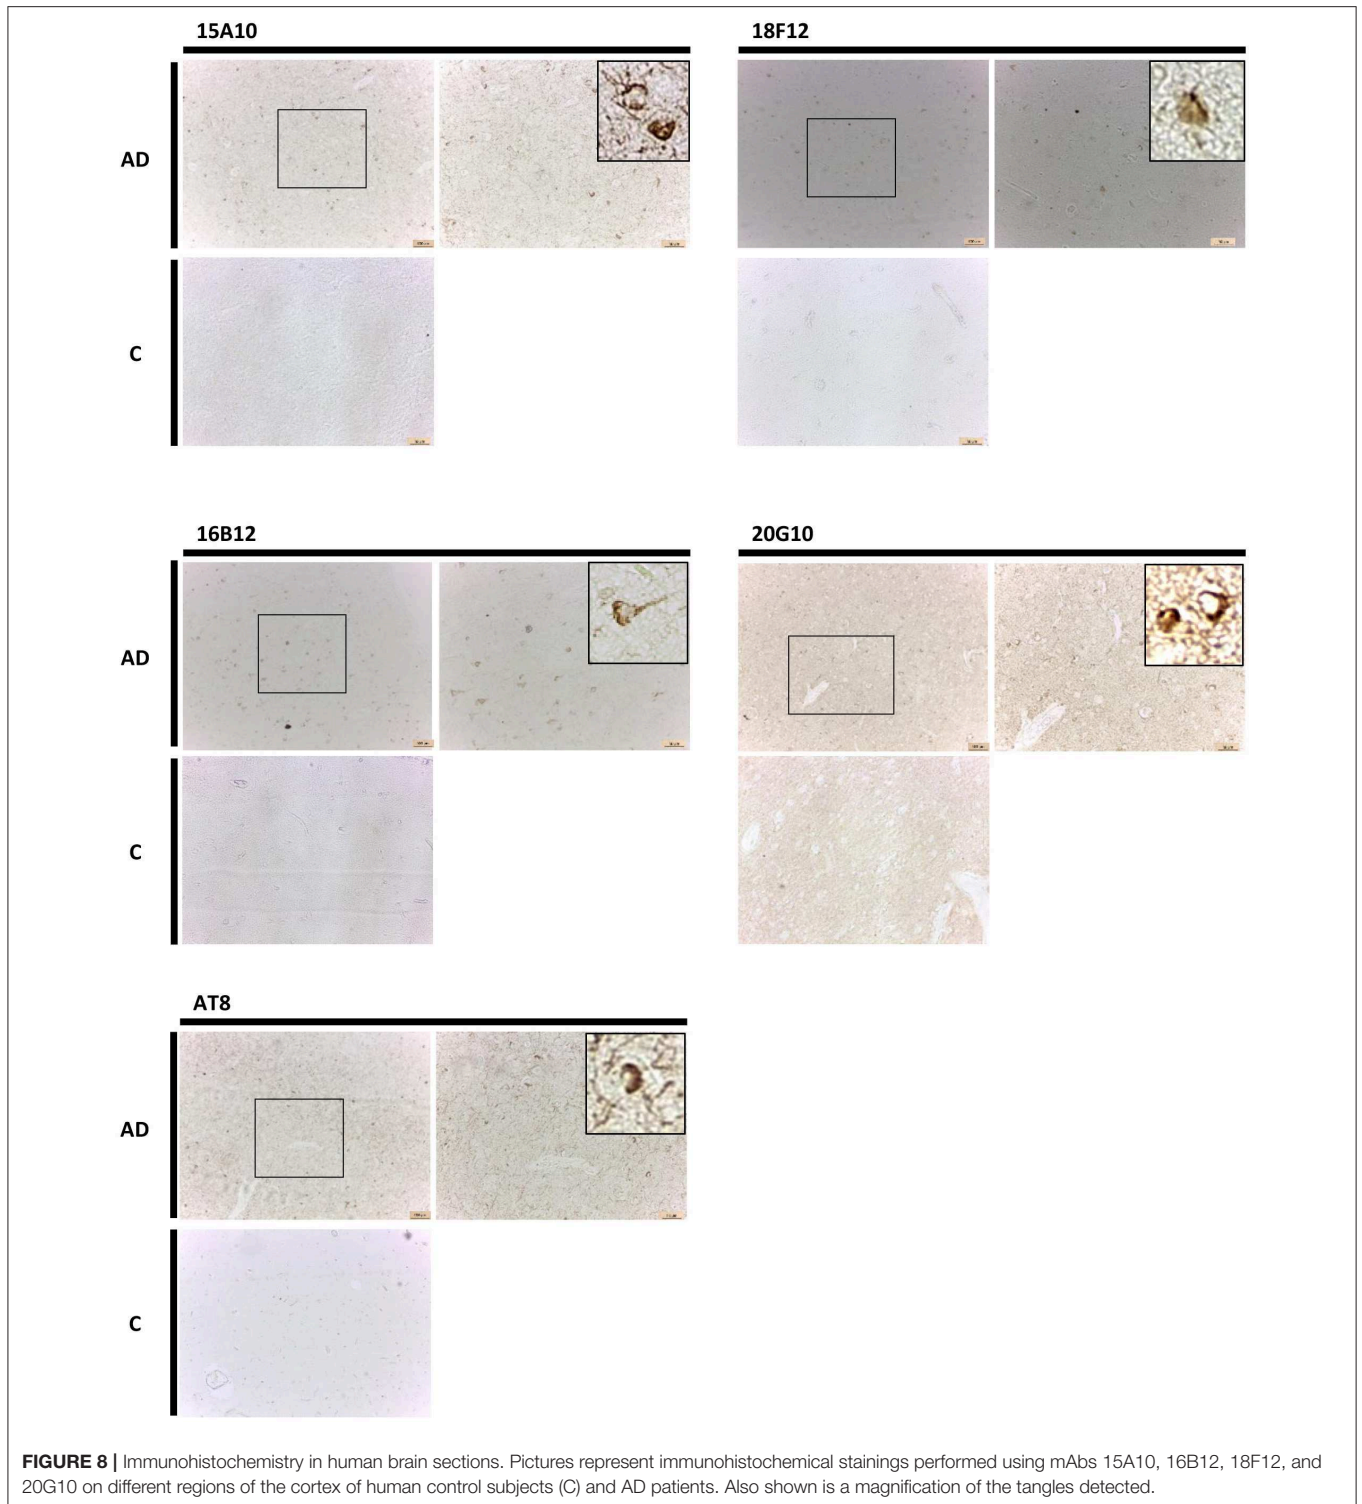 15A10
18F12
AD
C
16B12
20G10
AD
C
AT8
AD
C
FIGURE 8 | Immunohistochemistry in human brain sections. Pictures represent immunohistochemical stainings performed using mAbs 15A10, 16B12, 18F12, and
20G10 on different regions of the cortex of human control subjects (C) and AD patients. Also shown is a magnification of the tangles detected.